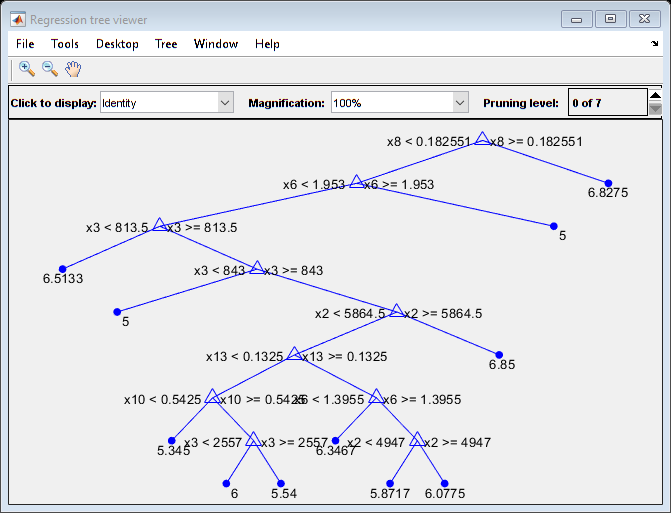 Regression tree viewer
File Tools Desktop Tree Window Help
Click to display: Identity Magnification: 100% Pruning level: 0 of 7
x8 < 0.182551 x8 >= 0.182551
x6 < 1.953 x6 >= 1.953
6.8275
x3 < 813.5 x3 >= 813.5
5
x3 < 843 x3 >= 843
6.5133
x2 < 5864.5 x2 >= 5864.5
5
x13 < 0.1325 x13 >= 0.1325
6.85
x10 < 0.5425 x10 >= 0.5425 x6 < 1.3955 x6 >= 1.3955
x3 < 2557 x3 >= 2557 x2 < 4947 x2 >= 4947
5.345 6.3467
6 5.54 5.8717 6.0775